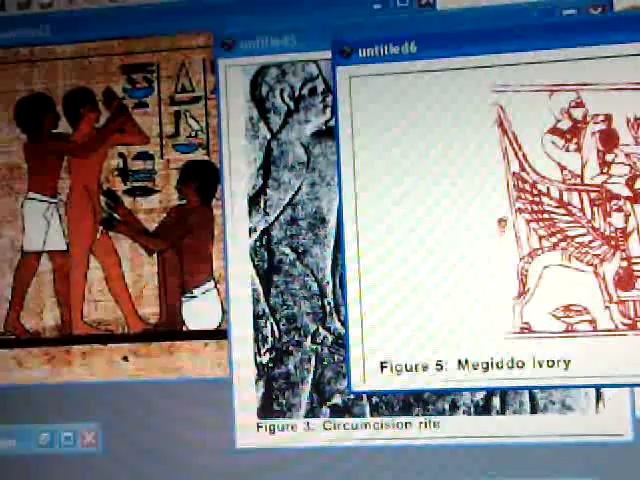 untitled5
untitled6
Figure 5: Megiddo Ivory
Figure 3: Circumcision rite